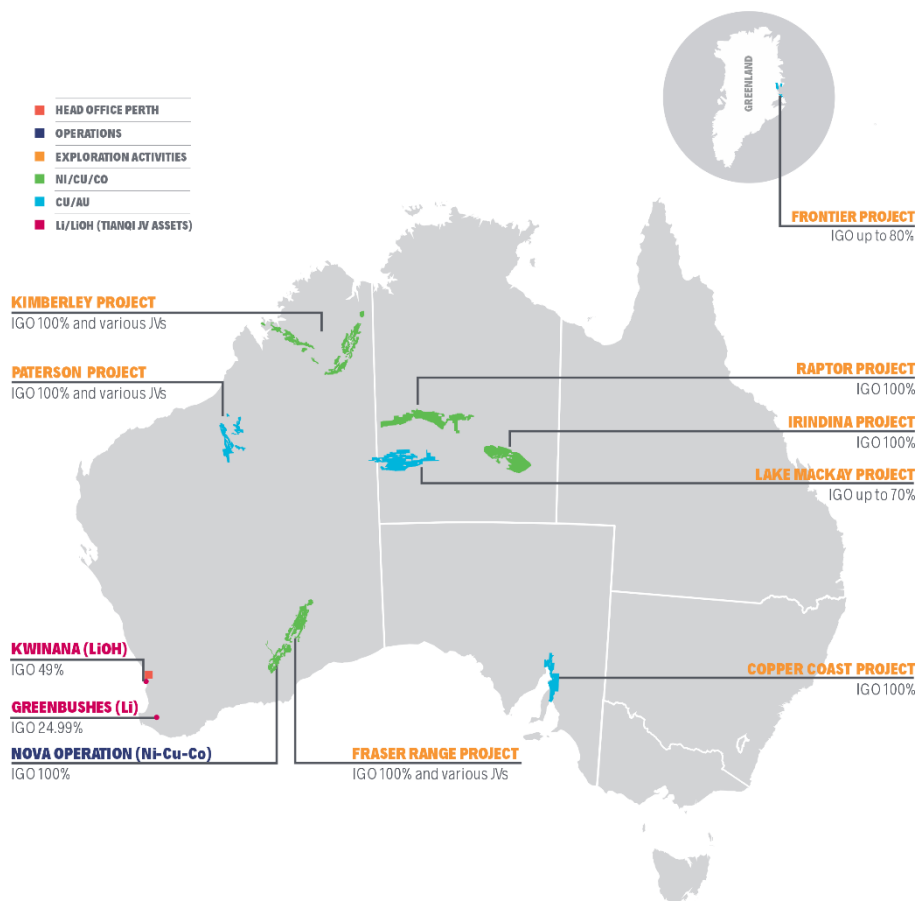 GREENLAND
HEAD OFFICE PERTH
OPERATIONS
EXPLORATION ACTIVITIES
NI/CU/CO
CU/AU
Li/LiOH (TIANQI JV ASSETS)
FRONTIER PROJECT
IGO up to 80%
KIMBERLEY PROJECT
IGO 100% and various JVs
PATERSON PROJECT
IGO 100% and various JVs
RAPTOR PROJECT
IGO 100%
IRINDINA PROJECT
IGO 100%
LAKE MACKAY PROJECT
IGO up to 70%
KWINANA (LiOH)
IGO 49%
GREENBUSHES (Li)
IGO 24.99%
NOVA OPERATION (Ni-Cu-Co)
IGO 100%
FRASER RANGE PROJECT
IGO 100% and various JVs
COPPER COAST PROJECT
IGO 100%